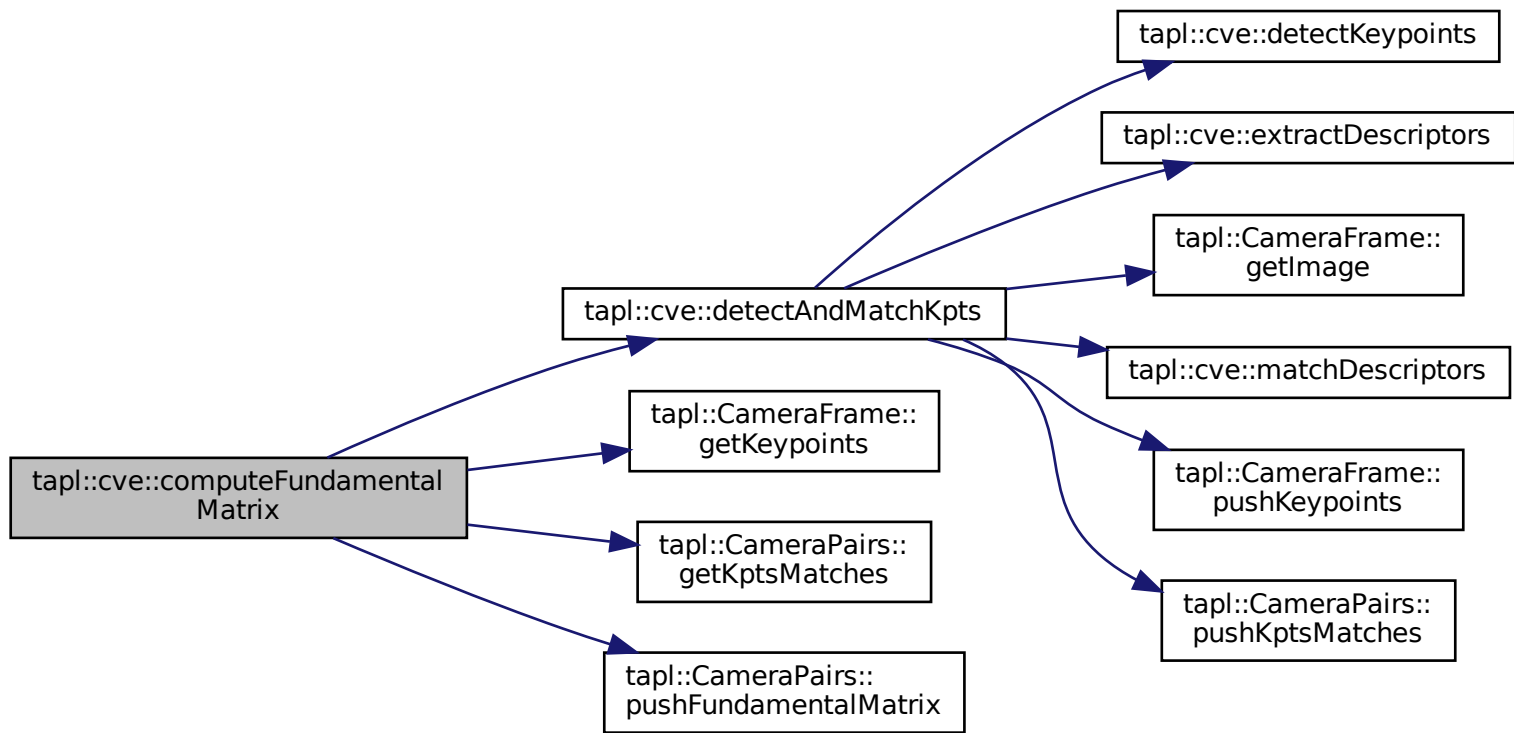 tapl::cve::computeFundamental
Matrix
tapl::cve::detectAndMatchKpts
tapl::CameraFrame::
getKeypoints
tapl::CameraPairs::
getKptsMatches
tapl::CameraPairs::
pushFundamentalMatrix
tapl::cve::detectKeypoints
tapl::cve::extractDescriptors
tapl::CameraFrame::
getImage
tapl::cve::matchDescriptors
tapl::CameraFrame::
pushKeypoints
tapl::CameraPairs::
pushKptsMatches